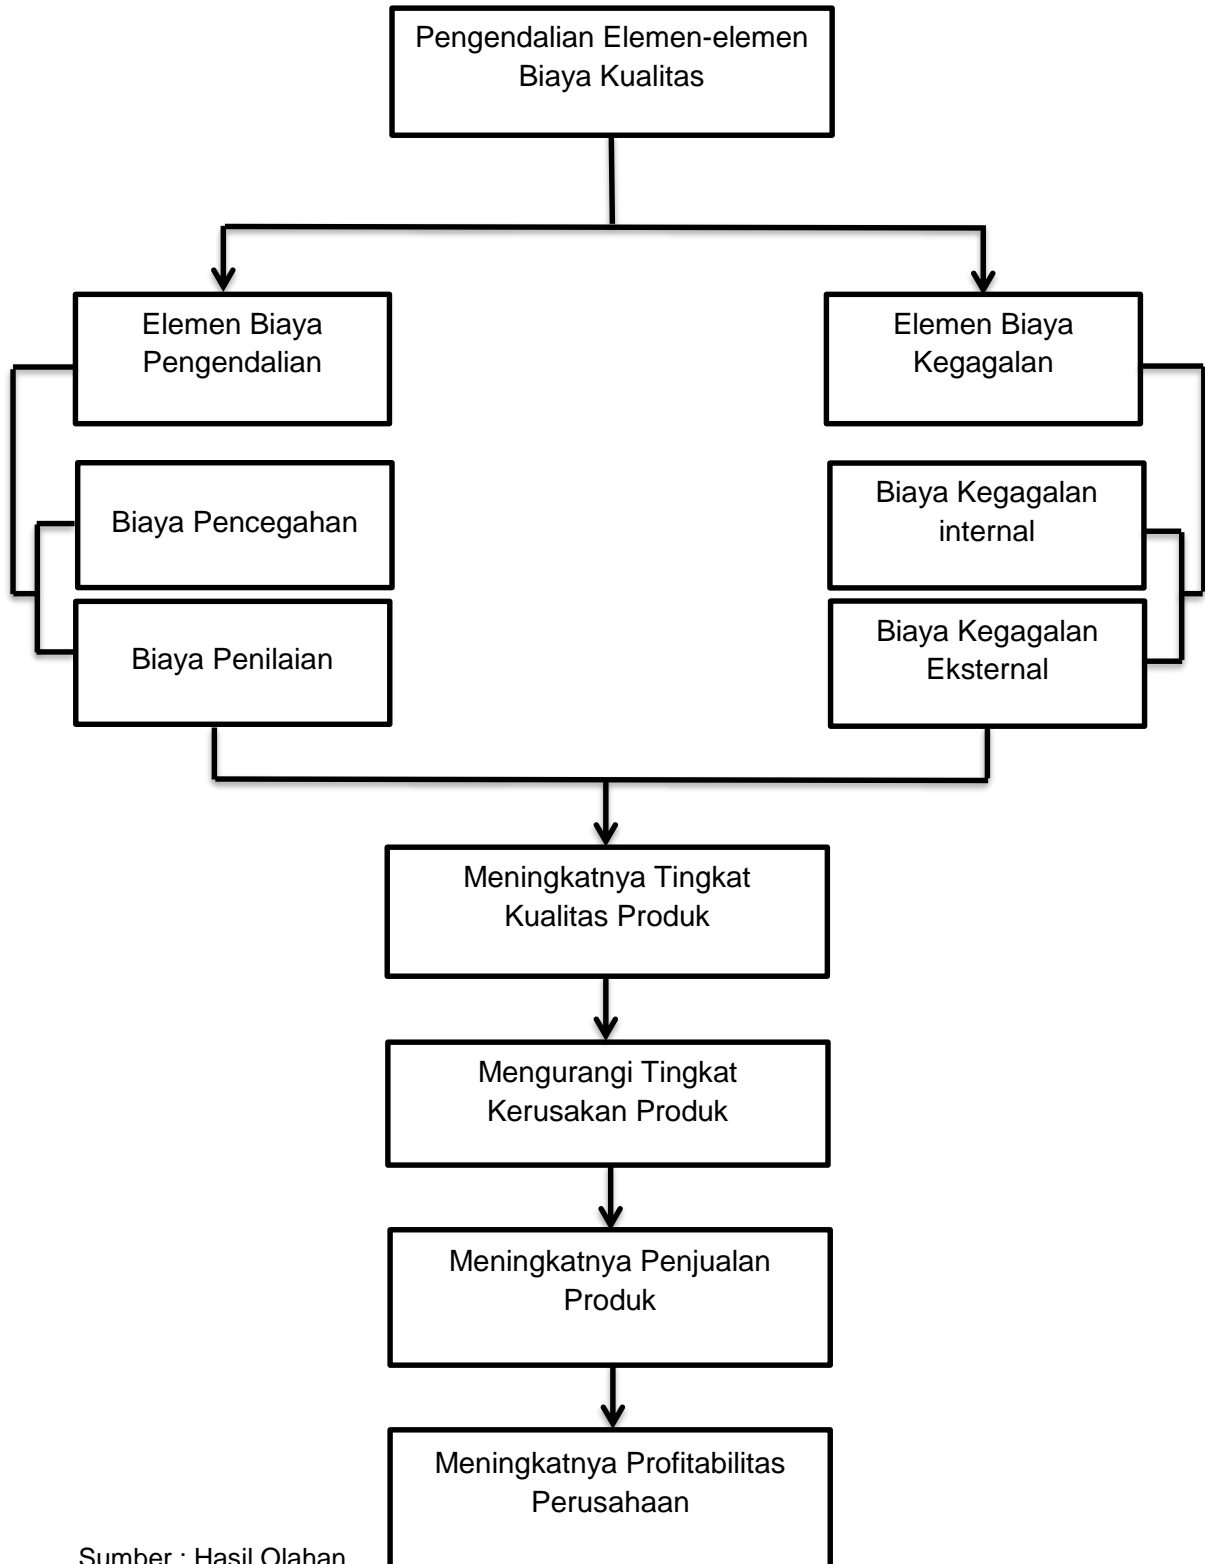 Pengendalian Elemen-elemen
Biaya Kualitas
Elemen Biaya
Pengendalian
Elemen Biaya
Kegagalan
Biaya Pencegahan
Biaya Kegagalan
internal
Biaya Penilaian
Biaya Kegagalan
Eksternal
Meningkatnya Tingkat
Kualitas Produk
Mengurangi Tingkat
Kerusakan Produk
Meningkatnya Penjualan
Produk
Meningkatnya Profitabilitas
Perusahaan
Sumber : Hasil Olahan